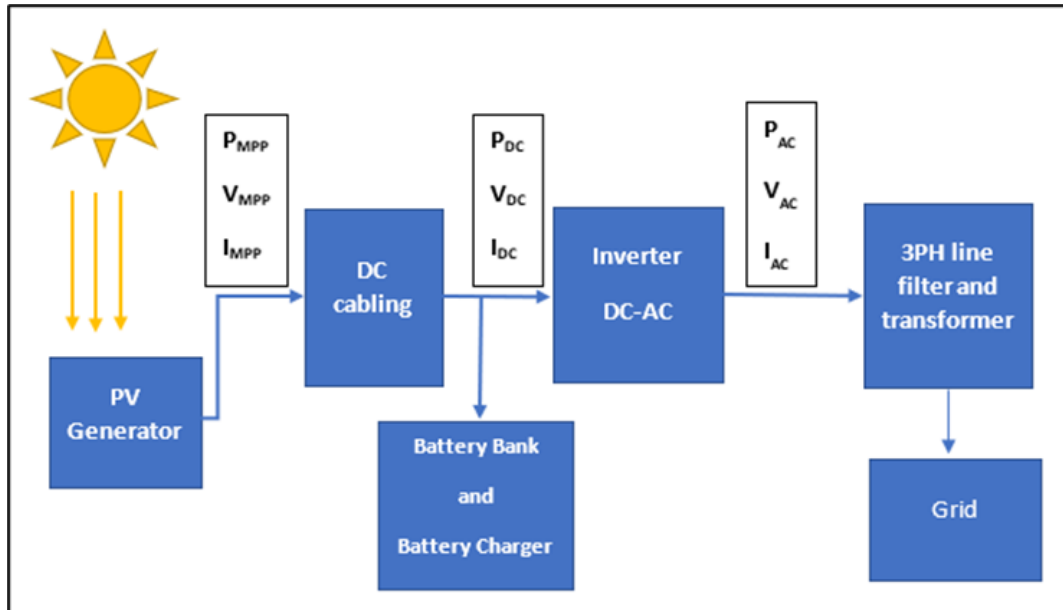 P_MPP
V_MPP
I_MPP
P_DC
V_DC
I_DC
P_AC
V_AC
I_AC
PV
Generator
DC
cabling
Inverter
DC-AC
3PH line
filter and
transformer
Battery Bank
and
Battery Charger
Grid